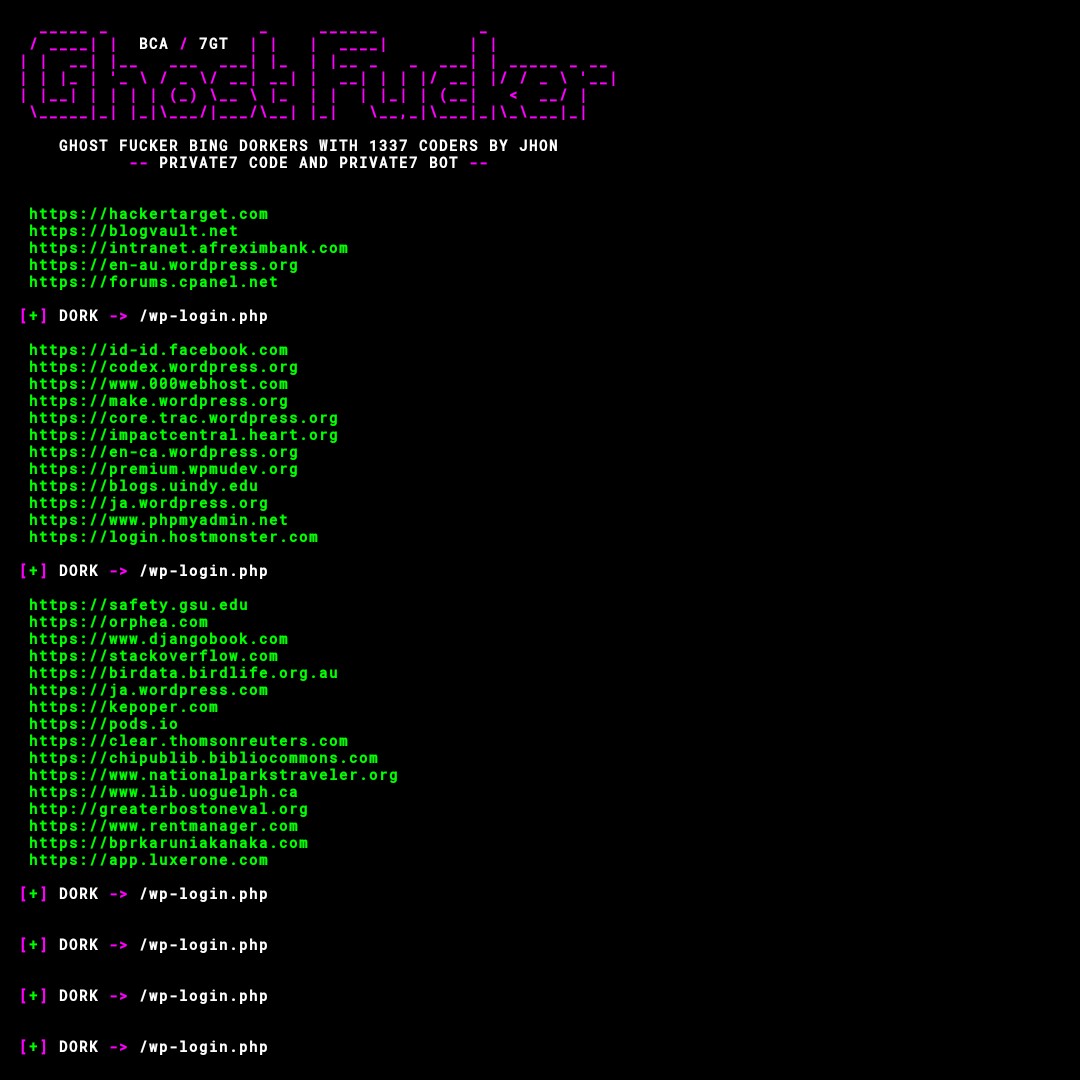 BCA / 7GT
Ghost Fucker
GHOST FUCKER BING DORKERS WITH 1337 CODERS BY JHON
-- PRIVATE7 CODE AND PRIVATE7 BOT --
https://hackertarget.com
https://blogvault.net
https://intranet.afreximbank.com
https://en-au.wordpress.org
https://forums.cpanel.net
[+] DORK -> /wp-login.php
https://id-id.facebook.com
https://codex.wordpress.org
https://www.000webhost.com
https://make.wordpress.org
https://core.trac.wordpress.org
https://impactcentral.heart.org
https://en-ca.wordpress.org
https://premium.wpmudev.org
https://blogs.uindy.edu
https://ja.wordpress.org
https://www.phpmyadmin.net
https://login.hostmonster.com
[+] DORK -> /wp-login.php
https://safety.gsu.edu
https://orphea.com
https://www.djangobook.com
https://stackoverflow.com
https://birdata.birdlife.org.au
https://ja.wordpress.com
https://kepoper.com
https://pods.io
https://clear.thomsonreuters.com
https://chipublib.bibliocommons.com
https://www.nationalparkstraveler.org
https://www.lib.uoguelph.ca
http://greaterbostoneval.org
https://www.rentmanager.com
https://bprkaruniakanaka.com
https://app.luxerone.com
[+] DORK -> /wp-login.php
[+] DORK -> /wp-login.php
[+] DORK -> /wp-login.php
[+] DORK -> /wp-login.php